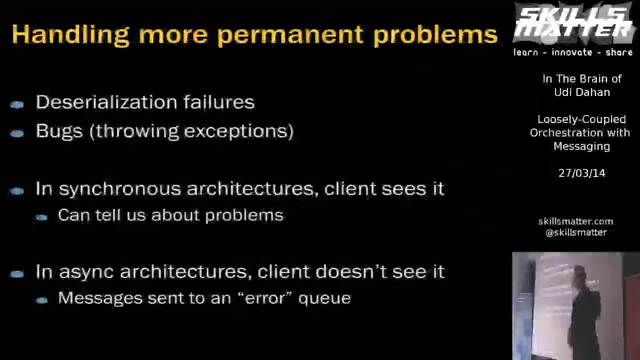 Handling more permanent problems
Deserialization failures
Bugs (throwing exceptions)
In synchronous architectures, client sees it
Can tell us about problems
In async architectures, client doesn't see it
Messages sent to an "error" queue
SKILLS
MATTER
learn - innovate - share
In The Brain of
Udi Dahan
Loosely-Coupled
Orchestration with
Messaging
27/03/14
skillsmatter.com
@skillsmatter